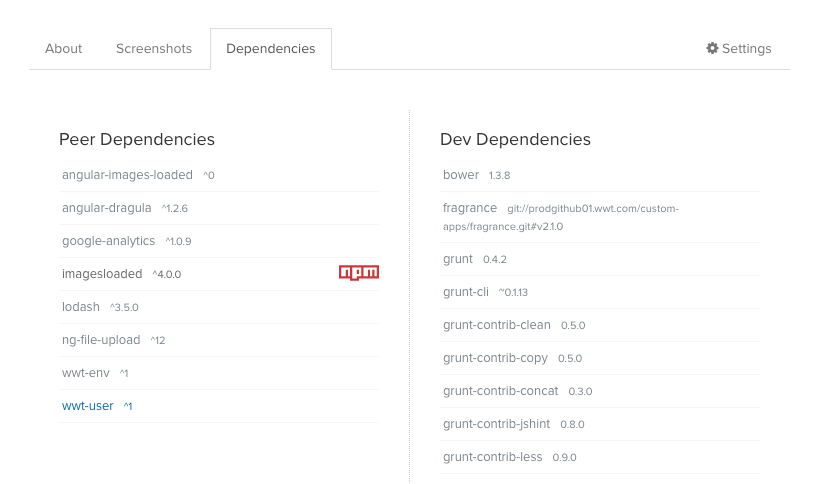 About
Screenshots
Dependencies
Settings
Peer Dependencies
angular-images-loaded ^0
angular-dragula ^1.2.6
google-analytics ^1.0.9
imagesloaded ^4.0.0
npm
lodash ^3.5.0
ng-file-upload ^12
wwt-env ^1
wwt-user ^1
Dev Dependencies
bower 1.3.8
fragrance git://prodgithub01.wwt.com/custom-
apps/fragrance.git#v2.1.0
grunt 0.4.2
grunt-cli ~0.1.13
grunt-contrib-clean 0.5.0
grunt-contrib-copy 0.5.0
grunt-contrib-concat 0.3.0
grunt-contrib-jshint 0.8.0
grunt-contrib-less 0.9.0